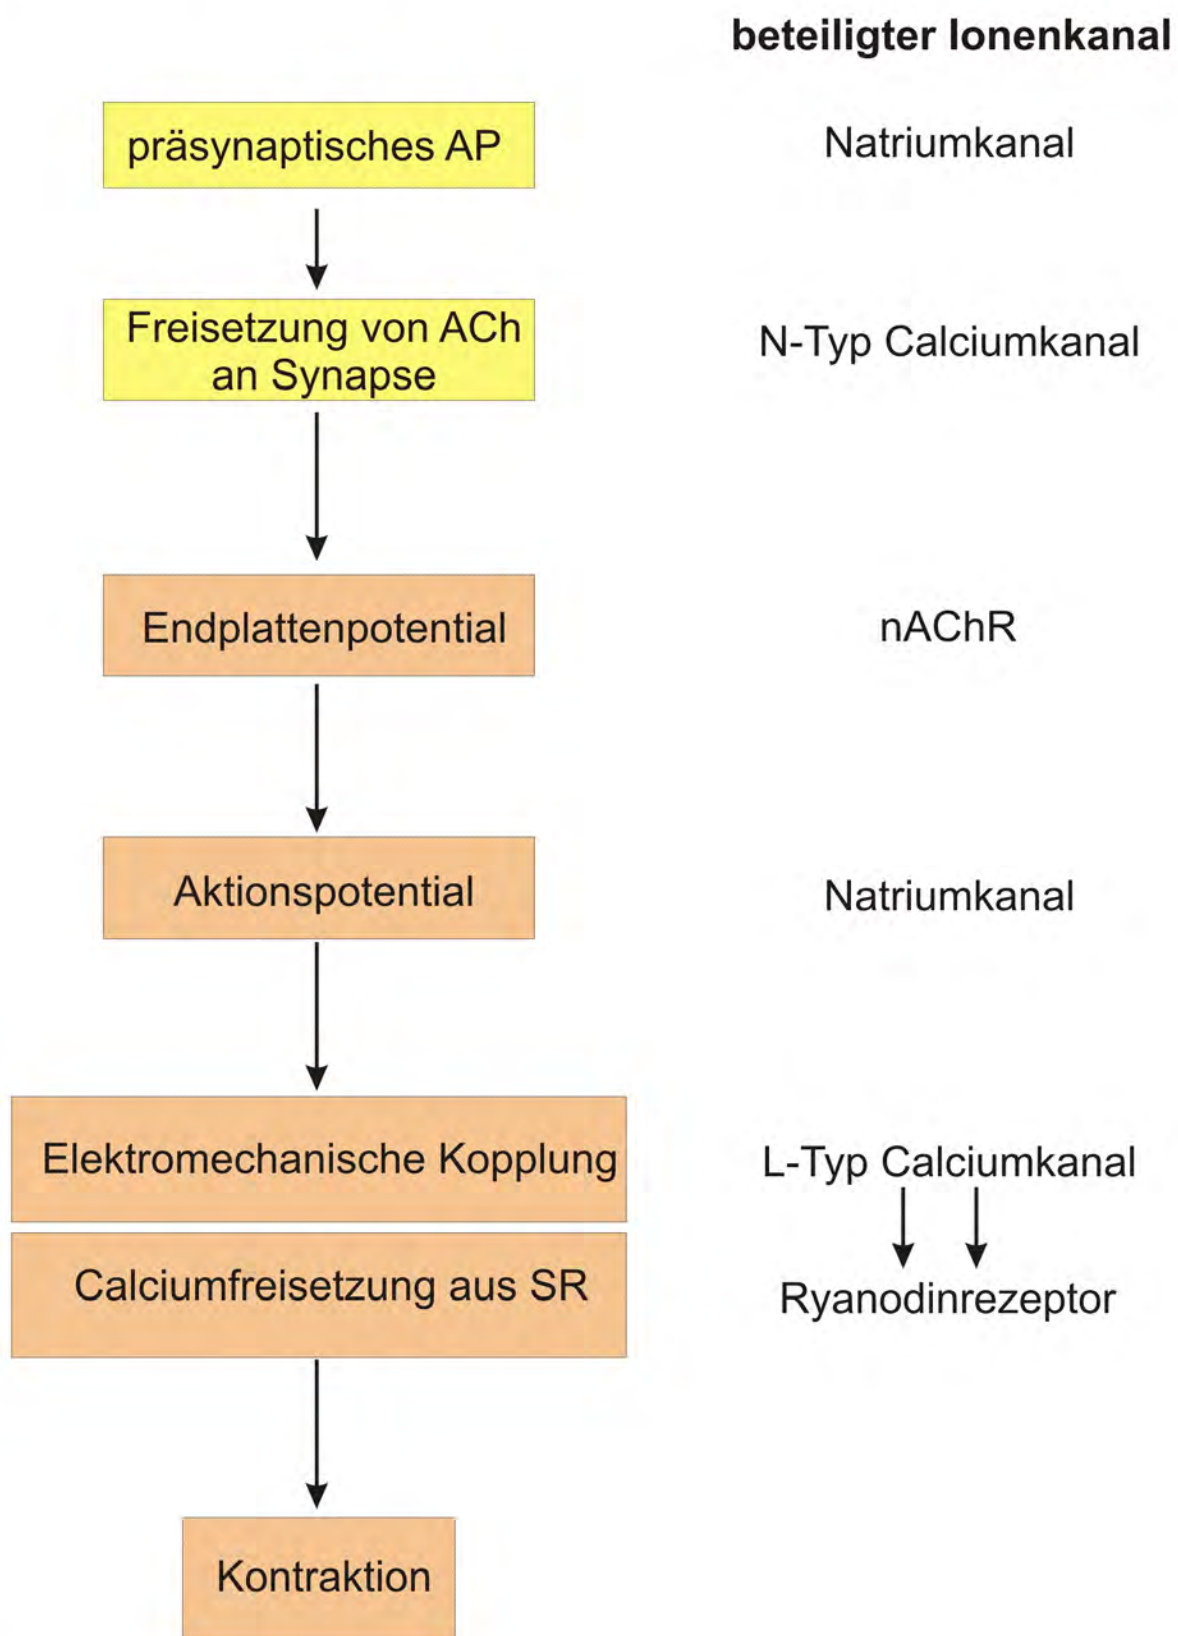 beteiligter Ionenkanal
präsynaptisches AP
Natriumkanal
Freisetzung von ACh
an Synapse
N-Typ Calciumkanal
Endplattenpotential
nAChR
Aktionspotential
Natriumkanal
Elektromechanische Kopplung
L-Typ Calciumkanal
Calciumfreisetzung aus SR
Ryanodinrezeptor
Kontraktion